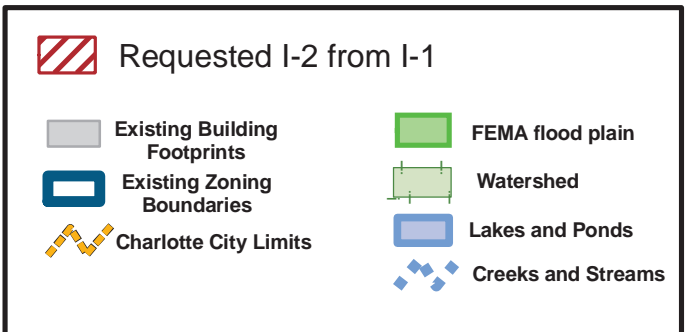 Requested I-2 from I-1
Existing Building
Footprints
Existing Zoning
Boundaries
Charlotte City Limits
FEMA flood plain
Watershed
Lakes and Ponds
Creeks and Streams